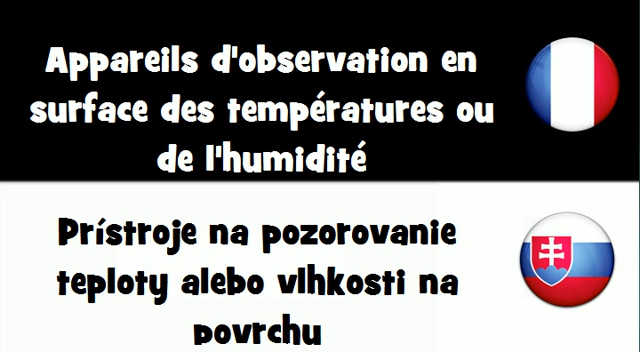 Appareils d'observation en
surface des températures ou
de l'humidité
Prístroje na pozorovanie
teploty alebo vlhkosti na
povrchu